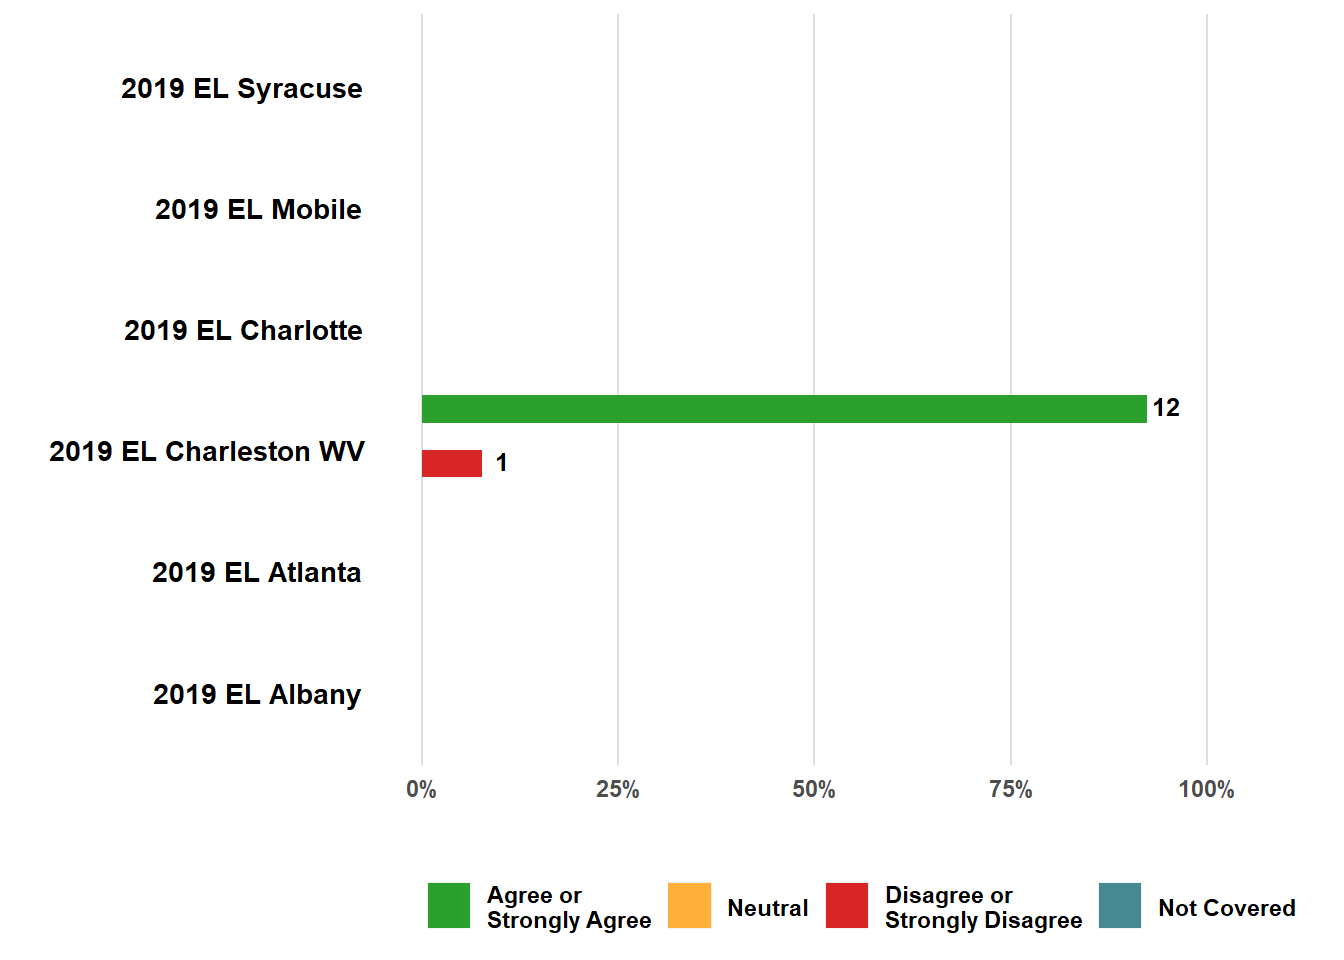 2019 EL Syracuse
2019 EL Mobile
2019 EL Charlotte
12
2019 EL Charleston WV
1
2019 EL Atlanta
2019 EL Albany
0% 25% 50% 75% 100%
Agree or
Strongly Agree
Neutral
Disagree or
Strongly Disagree
Not Covered